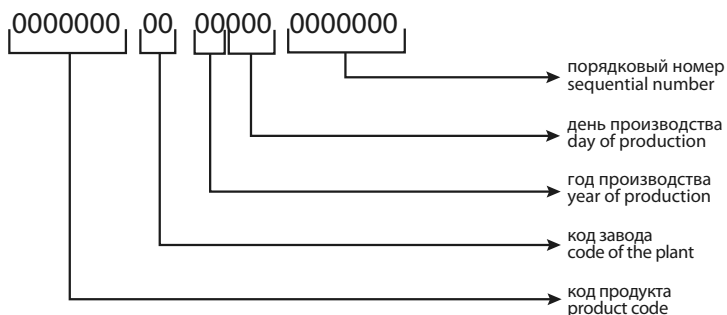 0000000 00 00000 0000000
порядковый номер
sequential number
день производства
day of production
год производства
year of production
код завода
code of the plant
код продукта
product code